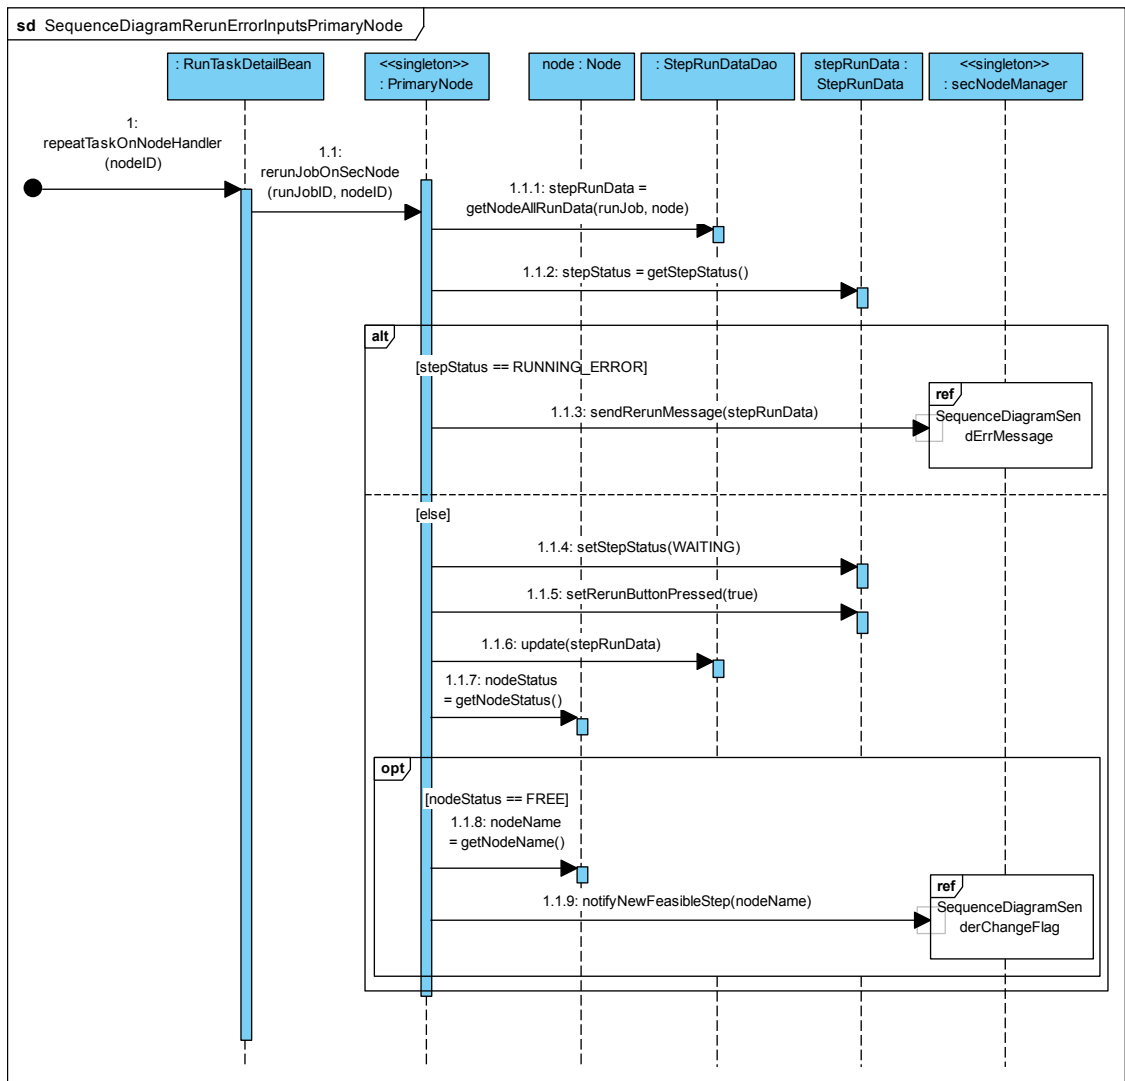 sd SequenceDiagramRerunErrorInputsPrimaryNode
: RunTaskDetailBean
<<singleton>>
: PrimaryNode
node : Node
: StepRunDataDao
stepRunData :
StepRunData
<<singleton>>
: secNodeManager
1:
repeatTaskOnNodeHandler
(nodeID)
1.1:
rerunJobOnSecNode
(runJobID, nodeID)
1.1.1: stepRunData =
getNodeAllRunData(runJob, node)
1.1.2: stepStatus = getStepStatus()
alt
[stepStatus == RUNNING_ERROR]
ref
SequenceDiagramSen
dErrMessage
1.1.3: sendRerunMessage(stepRunData)
[else]
1.1.4: setStepStatus(WAITING)
1.1.5: setRerunButtonPressed(true)
1.1.6: update(stepRunData)
1.1.7: nodeStatus
= getNodeStatus()
opt
[nodeStatus == FREE]
1.1.8: nodeName
= getNodeName()
ref
SequenceDiagramSen
derChangeFlag
1.1.9: notifyNewFeasibleStep(nodeName)